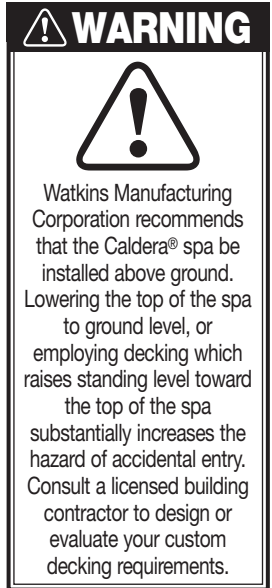 WARNING
Watkins Manufacturing
Corporation recommends
that the Caldera® spa be
installed above ground.
Lowering the top of the spa
to ground level, or
employing decking which
raises standing level toward
the top of the spa
substantially increases the
hazard of accidental entry.
Consult a licensed building
contractor to design or
evaluate your custom
decking requirements.